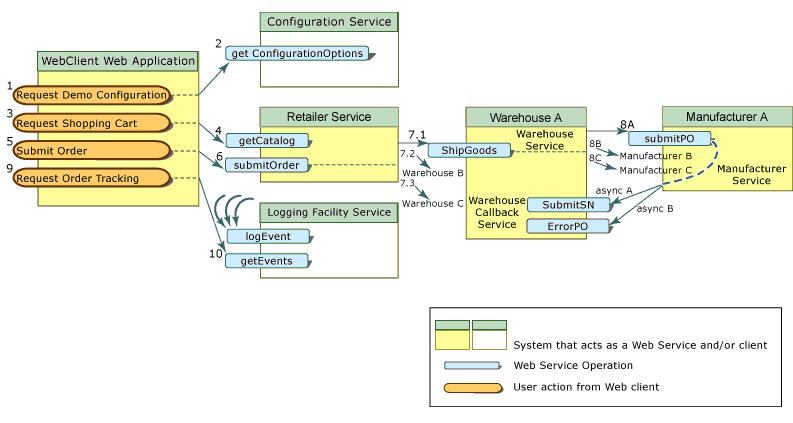 Configuration Service
2
get ConfigurationOptions
WebClient Web Application
1
Request Demo Configuration
3
Request Shopping Cart
5
Submit Order
9
Request Order Tracking
Retailer Service
4
getCatalog
6
submitOrder
7.1
7.2
Warehouse B
7.3
Warehouse C
Logging Facility Service
logEvent
10
getEvents
Warehouse A
Warehouse
Service
ShipGoods
Warehouse
Callback
Service
SubmitSN
ErrorPO
8A
8B
Manufacturer B
8C
Manufacturer C
async A
async B
Manufacturer A
submitPO
Manufacturer
Service
System that acts as a Web Service and/or client
Web Service Operation
User action from Web client